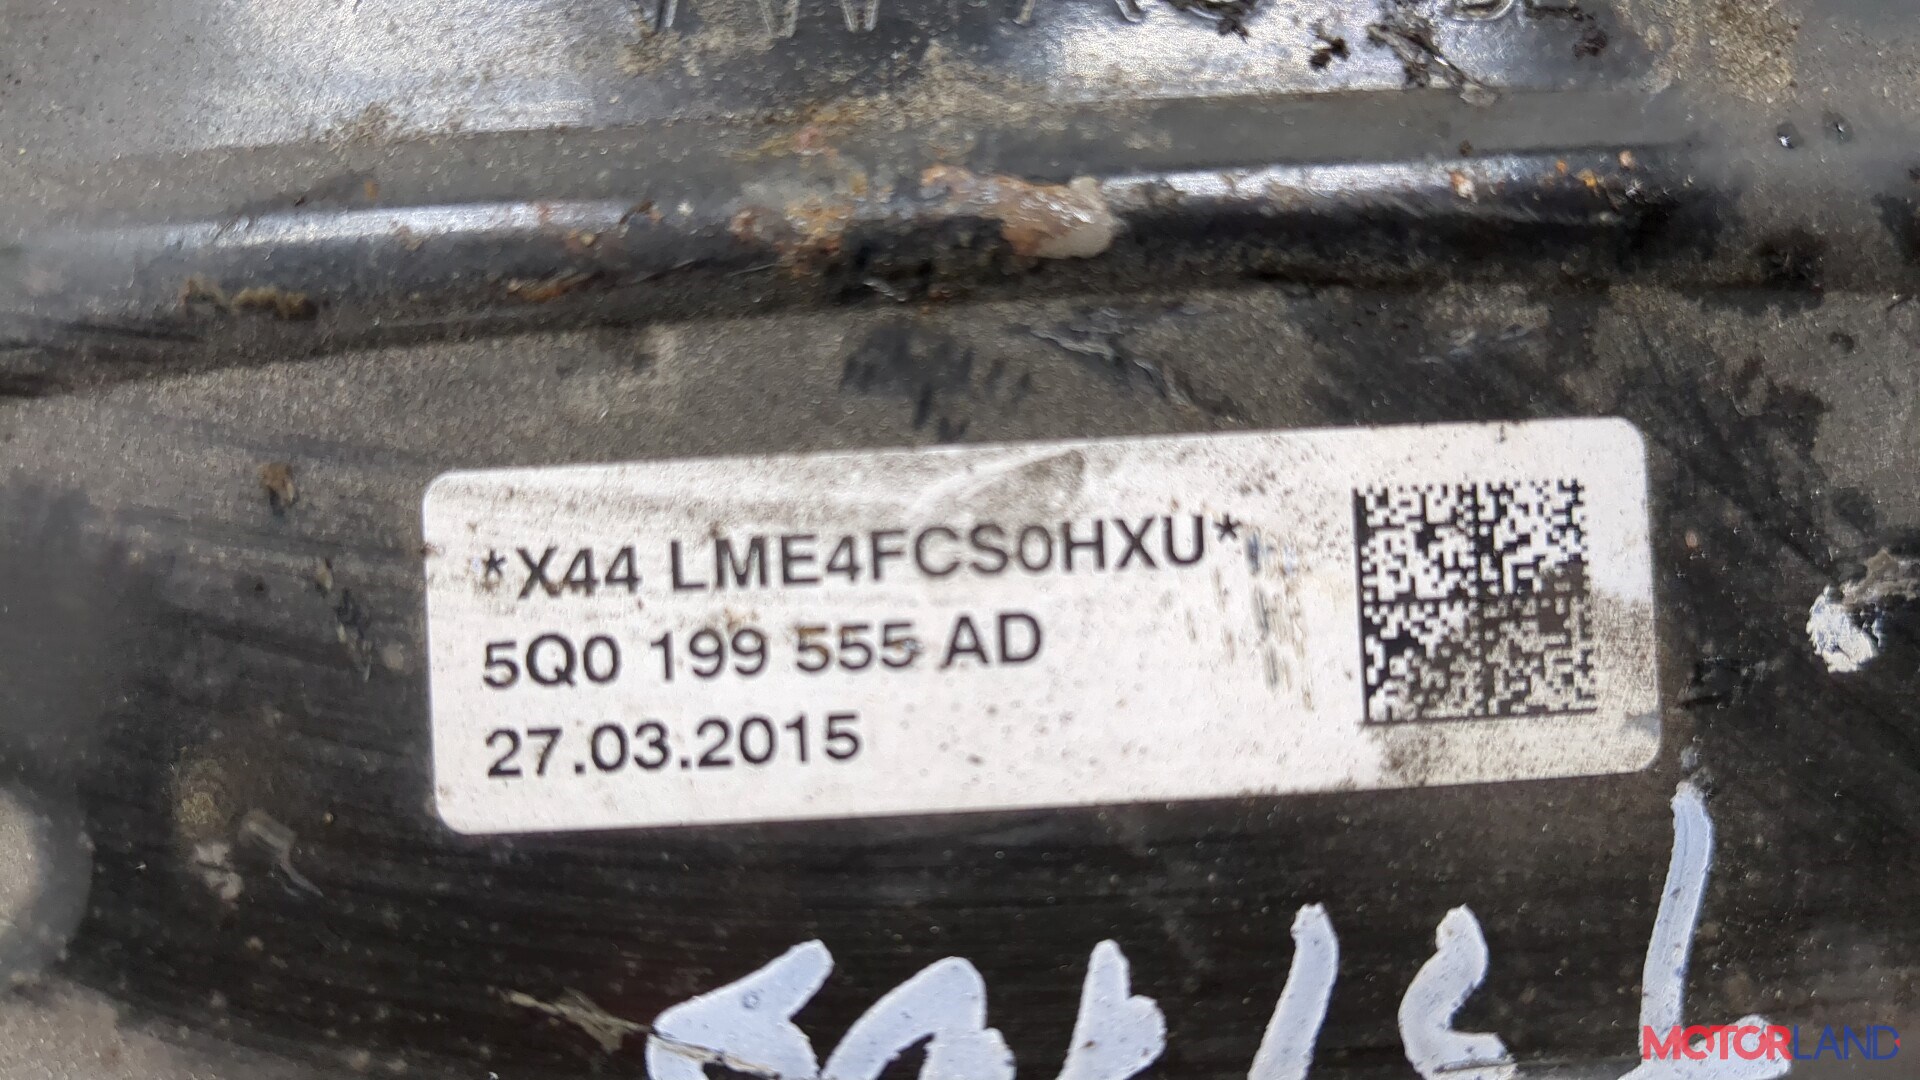 *X44 LME4FCS0HXU*
5Q0 199 555 AD
27.03.2015
MOTORLAND